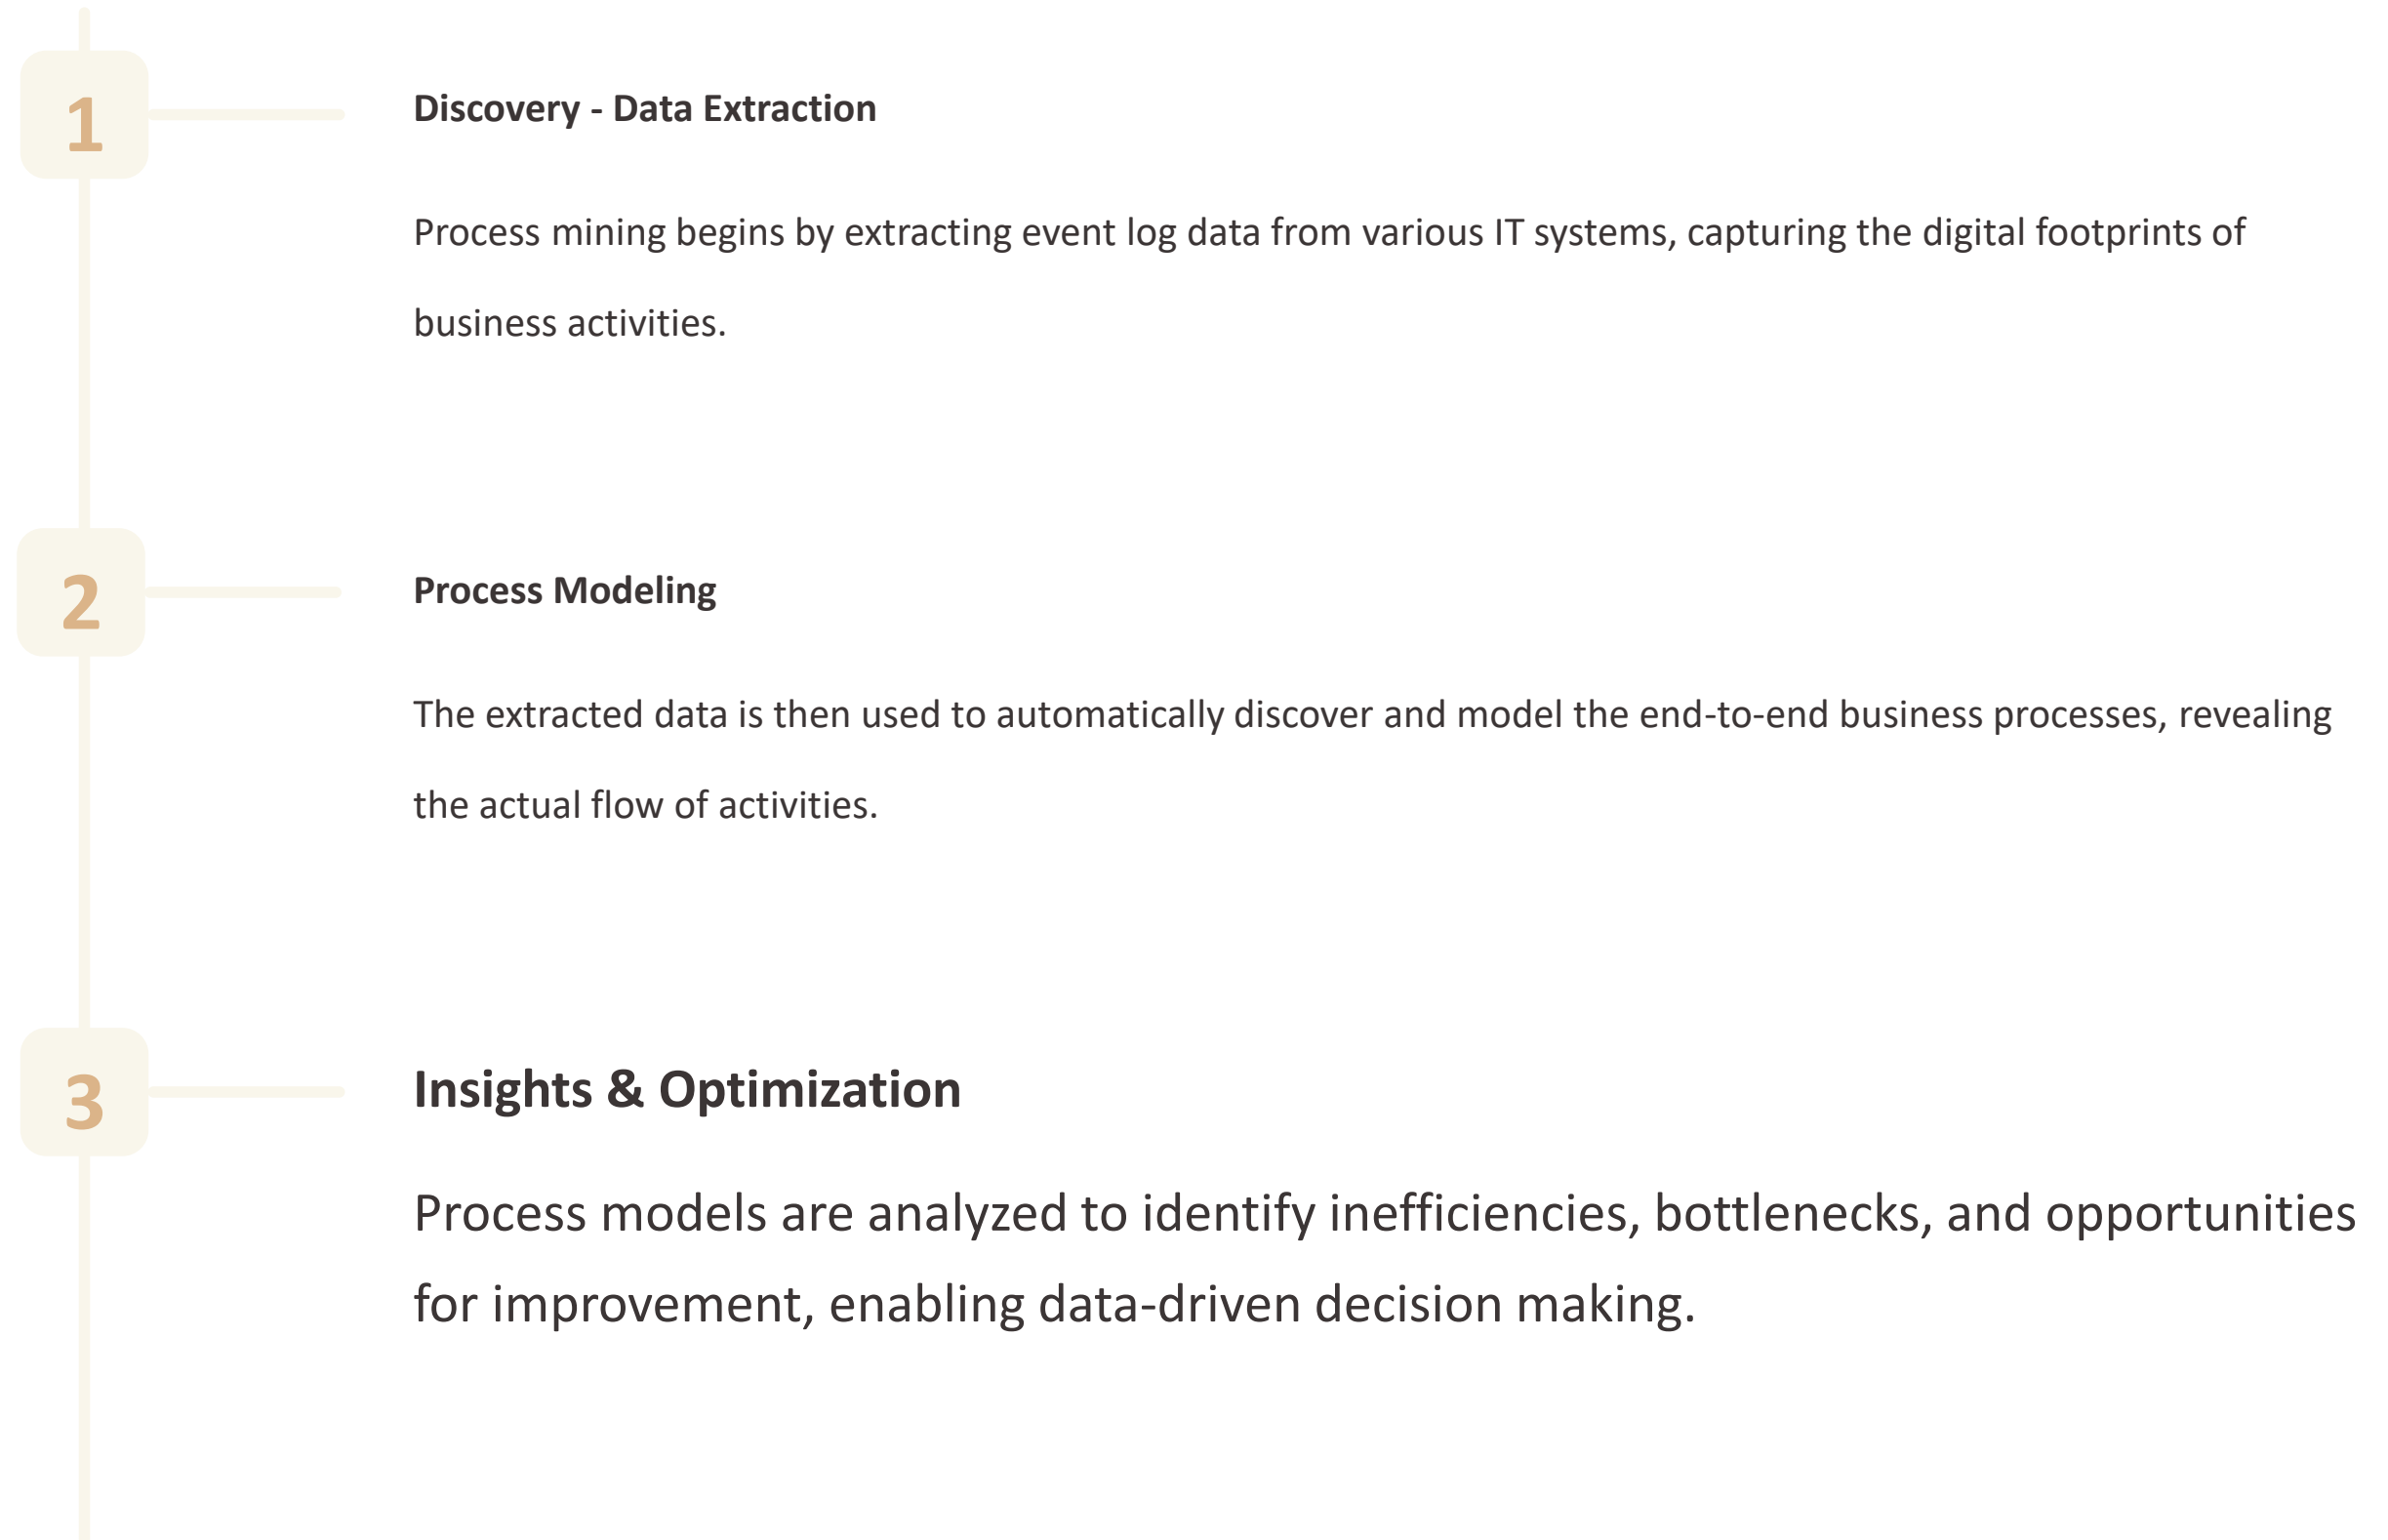 1
Discovery - Data Extraction
Process mining begins by extracting event log data from various IT systems, capturing the digital footprints of
business activities.
2
Process Modeling
The extracted data is then used to automatically discover and model the end-to-end business processes, revealing
the actual flow of activities.
3
Insights & Optimization
Process models are analyzed to identify inefficiencies, bottlenecks, and opportunities
for improvement, enabling data-driven decision making.